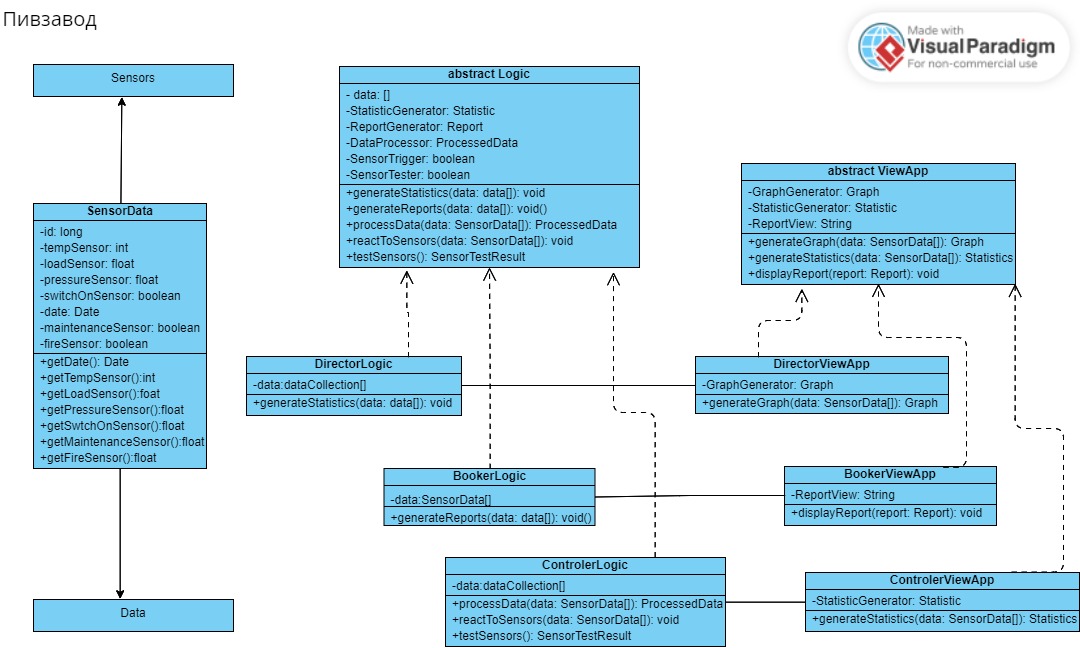 Пивзавод
Made with
VisualParadigm
For non-commercial use
Sensors
SensorData
-id: long
-tempSensor: int
-loadSensor: float
-pressureSensor: float
-switchOnSensor: boolean
-date: Date
-maintenanceSensor: boolean
-fireSensor: boolean
+getDate(): Date
+getTempSensor():int
+getLoadSensor():foat
+getPressureSensor():float
+getSwtchOnSensor():float
+getMaintenanceSensor():float
+getFireSensor():float
Data
abstract Logic
- data: []
-StatisticGenerator: Statistic
-ReportGenerator: Report
-DataProcessor: ProcessedData
-SensorTrigger: boolean
-SensorTester: boolean
+generateStatistics(data: data[]): void
+generateReports(data: data[]): void()
+processData(data: SensorData[]): ProcessedData
+reactToSensors(data: SensorData[]): void
+testSensors(): SensorTestResult
abstract ViewApp
-GraphGenerator: Graph
-StatisticGenerator: Statistic
-ReportView: String
+generateGraph(data: SensorData[]): Graph
+generateStatistics(data: SensorData[]): Statistics
+displayReport(report: Report): void
DirectorLogic
-data:dataCollection[]
+generateStatistics(data: data[]): void
DirectorViewApp
-GraphGenerator: Graph
+generateGraph(data: SensorData[]): Graph
BookerLogic
-data:SensorData[]
+generateReports(data: data[]): void()
BookerViewApp
-ReportView: String
+displayReport(report: Report): void
ControlerLogic
-data:dataCollection[]
+processData(data: SensorData[]): ProcessedData
+reactToSensors(data: SensorData[]): void
+testSensors(): SensorTestResult
ControlerViewApp
-StatisticGenerator: Statistic
+generateStatistics(data: SensorData[]): Statistics